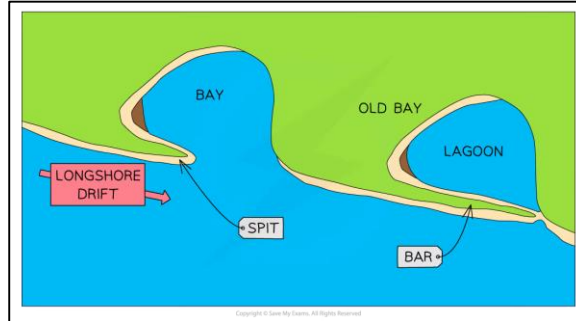 BAY
OLD BAY
LAGOON
LONGSHORE
DRIFT
SPIT
BAR
Copyright © Save My Exams. All Rights Reserved